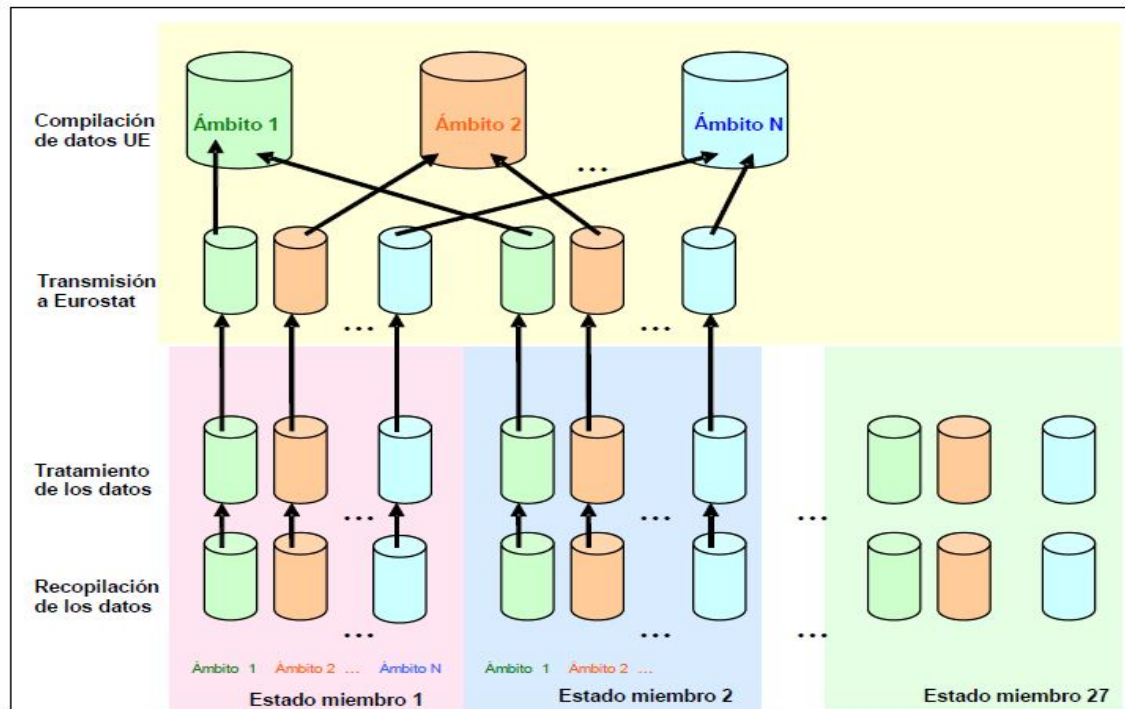 Compilación
de datos UE
Ámbito 1
Ámbito 2
Ámbito N
...
Transmisión
a Eurostat
...
...
Tratamiento
de los datos
...
...
...
Recopilación
de los datos
...
...
...
Ámbito 1
Ámbito 2 ...
Ámbito N
Ámbito 1
Ámbito 2 ...
Estado miembro 1
Estado miembro 2
Estado miembro 27